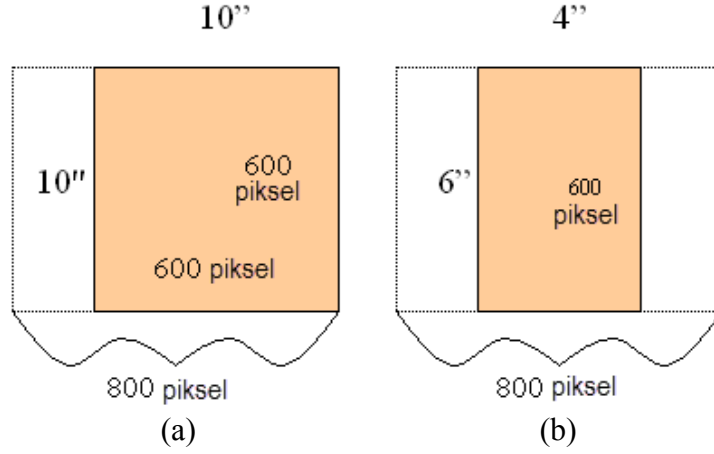 10”
10"
600
piksel
600 piksel
800 piksel
(a)
4”
6”
600
piksel
800 piksel
(b)